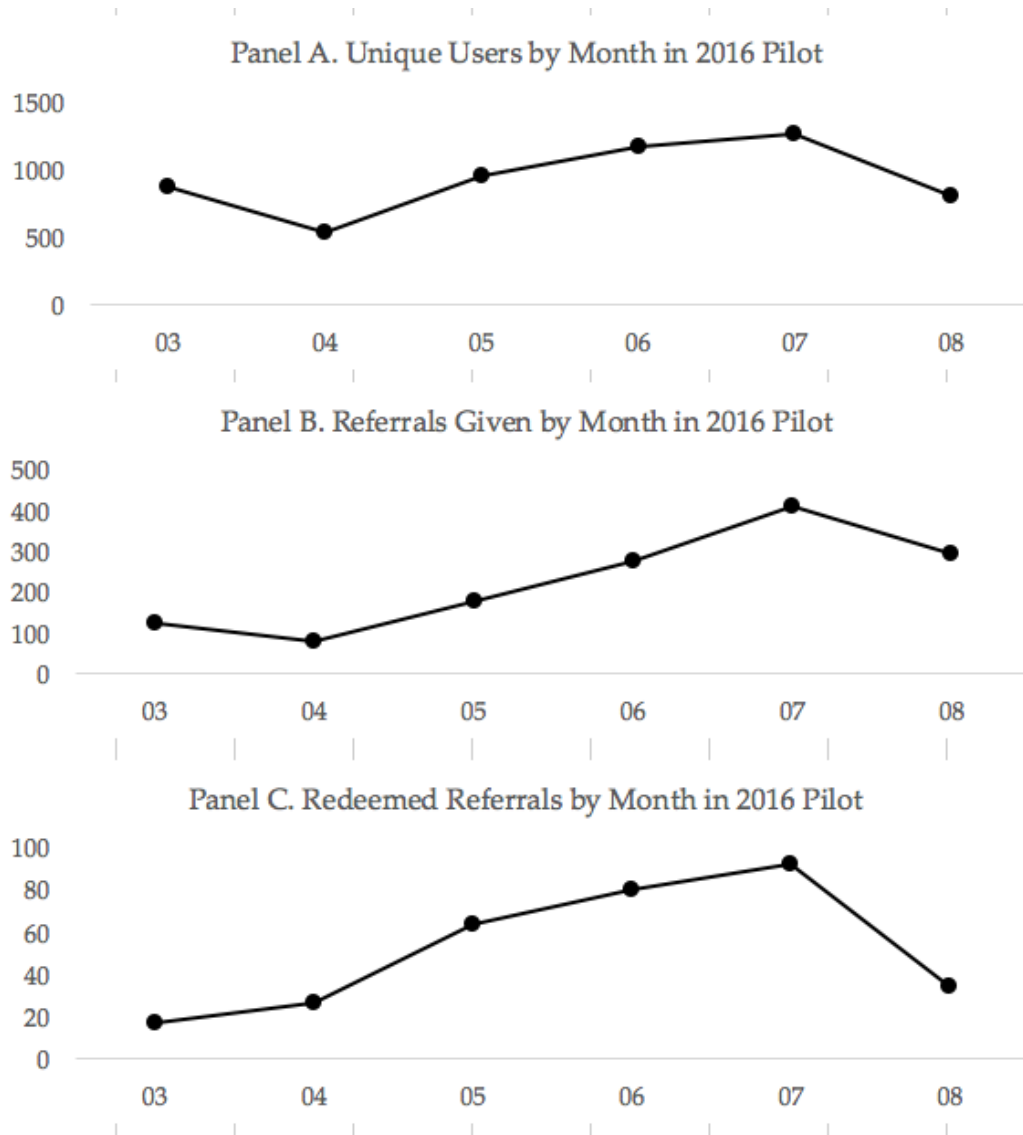 Panel A. Unique Users by Month in 2016 Pilot
1500
1000
500
0
03 04 05 06 07 08
Panel B. Referrals Given by Month in 2016 Pilot
500
400
300
200
100
0
03 04 05 06 07 08
Panel C. Redeemed Referrals by Month in 2016 Pilot
100
80
60
40
20
0
03 04 05 06 07 08